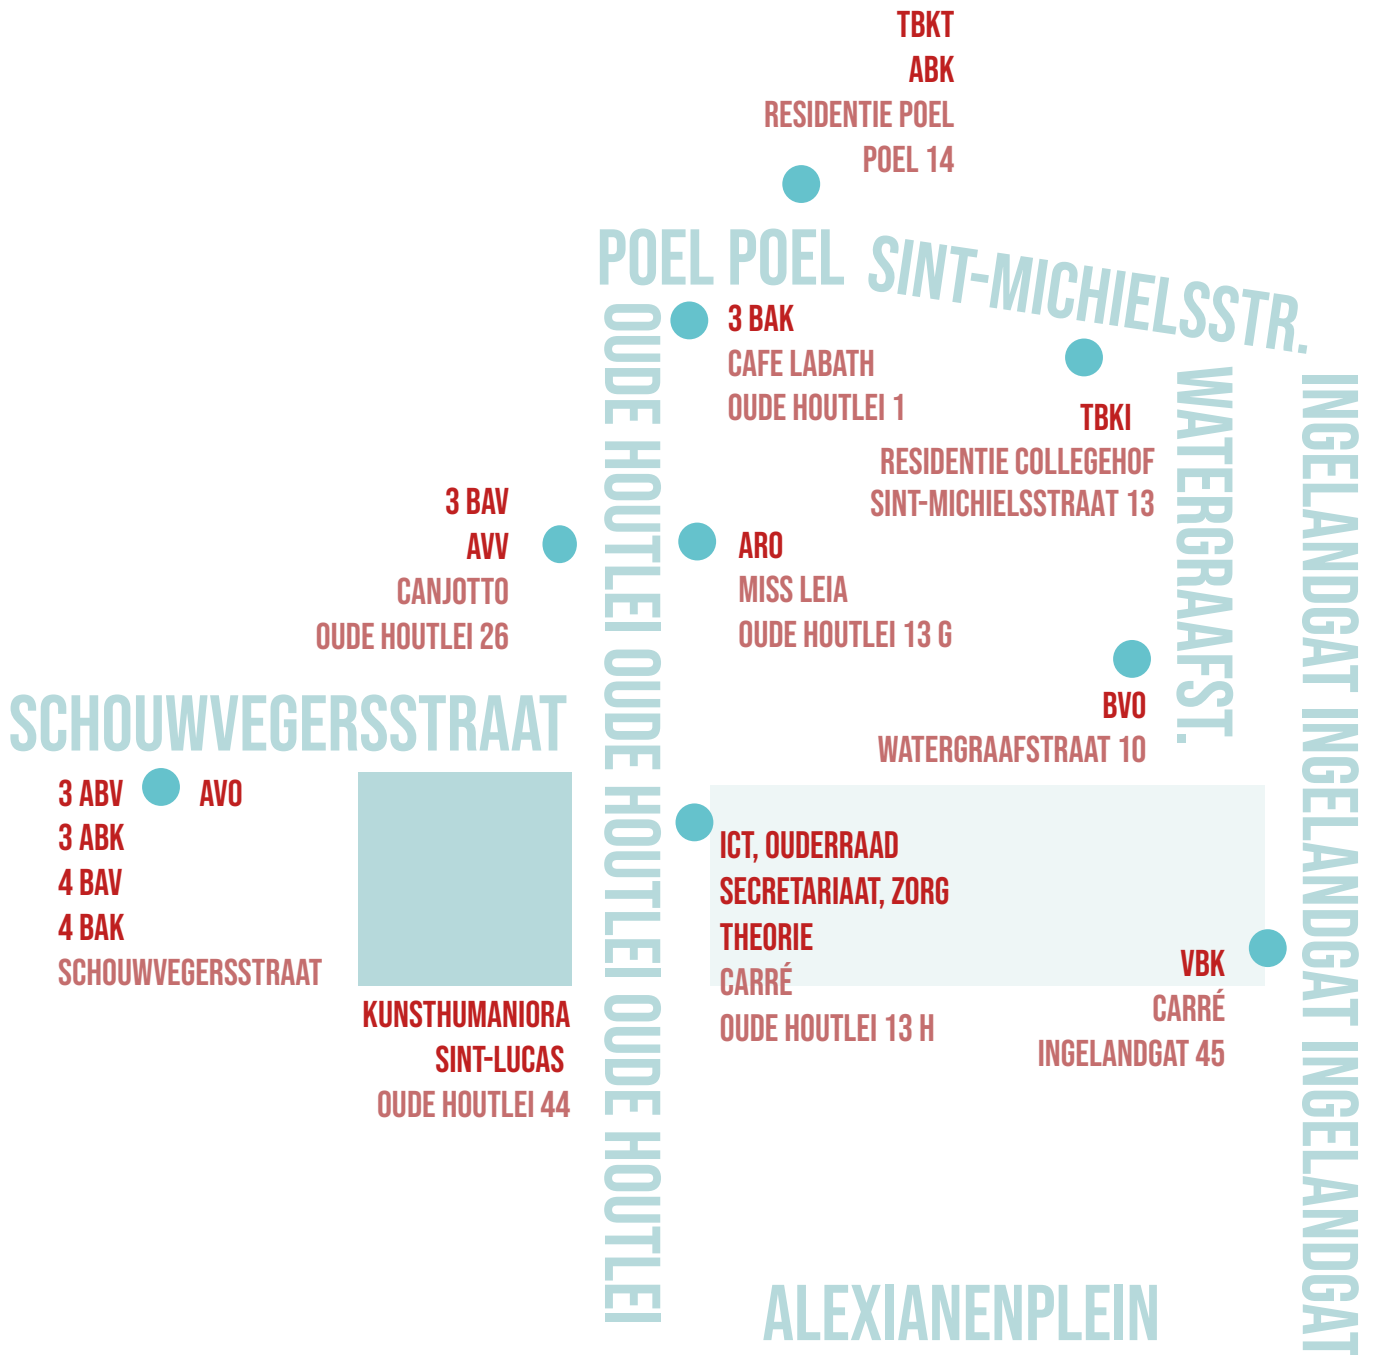 TBKT
ABK
RESIDENTIE POEL
POEL 14
POEL POEL
SINT-MICHIELSSTR.
OUDE HOUTLEI OUDE HOUTLEI OUDE HOUTLEI
3 BAK
CAFE LABATH
OUDE HOUTLEI 1
TBKI
RESIDENTIE COLLEGEHOF
SINT-MICHIELSSTRAAT 13
WATERGRAAFST.
INGELANDGAT INGELANDGAT INGELANDGAT
3 BAV
AVV
CANJOTTO
OUDE HOUTLEI 26
ARO
MISS LEIA
OUDE HOUTLEI 13 G
BVO
WATERGRAAFSTRAAT 10
SCHOUWVEGERSSTRAAT
3 ABV
AVO
3 ABK
4 BAV
4 BAK
SCHOUWVEGERSSTRAAT
KUNSTHUMANIORA
SINT-LUCAS
OUDE HOUTLEI 44
ICT, OUDERRAAD
SECRETARIAAT, ZORG
THEORIE
CARRÉ
OUDE HOUTLEI 13 H
VBK
CARRÉ
INGELANDGAT 45
ALEXIANENPLEIN